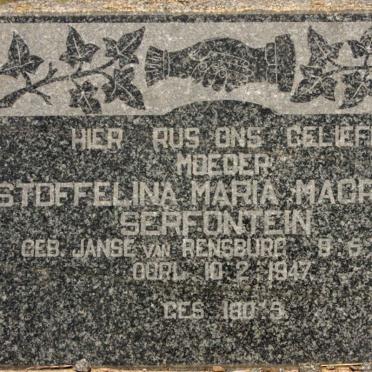 HIER RUS ONS GELIEF
MOEDER
STOFFELINA MARIA MAGR
SERFONTEIN
GEB. JANSE VAN RENSBURG 9 6
OORL. 10.2.1947.
GES. 180 3.